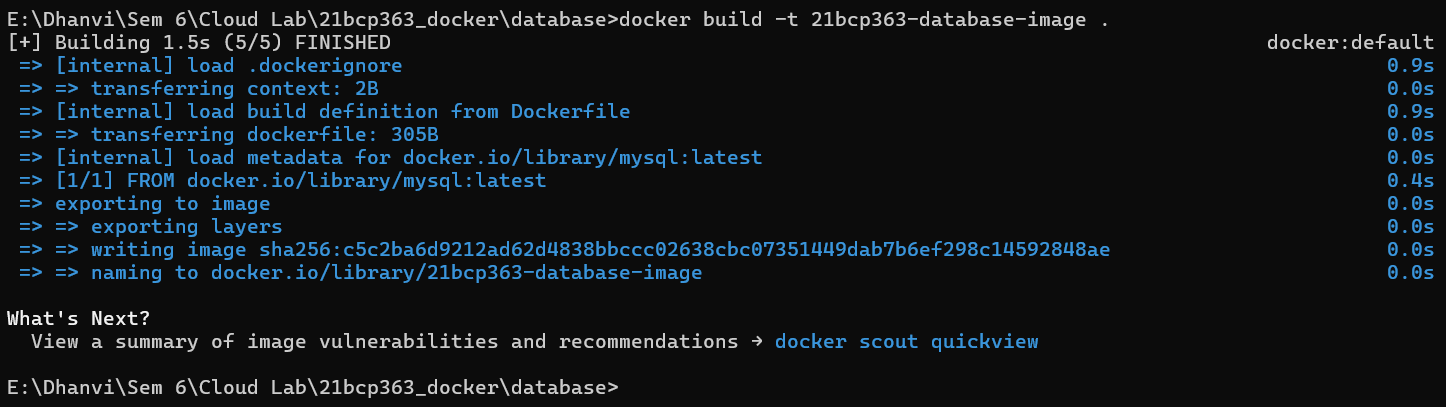 E:\Dhanvi\Sem 6\Cloud Lab\21bcp363_docker\database>docker build -t 21bcp363-database-image .
[+] Building 1.5s (5/5) FINISHED docker:default
=> [internal] load .dockerignore 0.9s
=> => transferring context: 2B 0.0s
=> [internal] load build definition from Dockerfile 0.9s
=> => transferring dockerfile: 305B 0.0s
=> [internal] load metadata for docker.io/library/mysql:latest 0.0s
=> [1/1] FROM docker.io/library/mysql:latest 0.4s
=> exporting to image 0.0s
=> => exporting layers 0.0s
=> => writing image sha256:c5c2ba6d9212ad62d4838bbccc02638cbc07351449dab7b6ef298c14592848ae 0.0s
=> => naming to docker.io/library/21bcp363-database-image 0.0s
What's Next?
View a summary of image vulnerabilities and recommendations → docker scout quickview
E:\Dhanvi\Sem 6\Cloud Lab\21bcp363_docker\database>